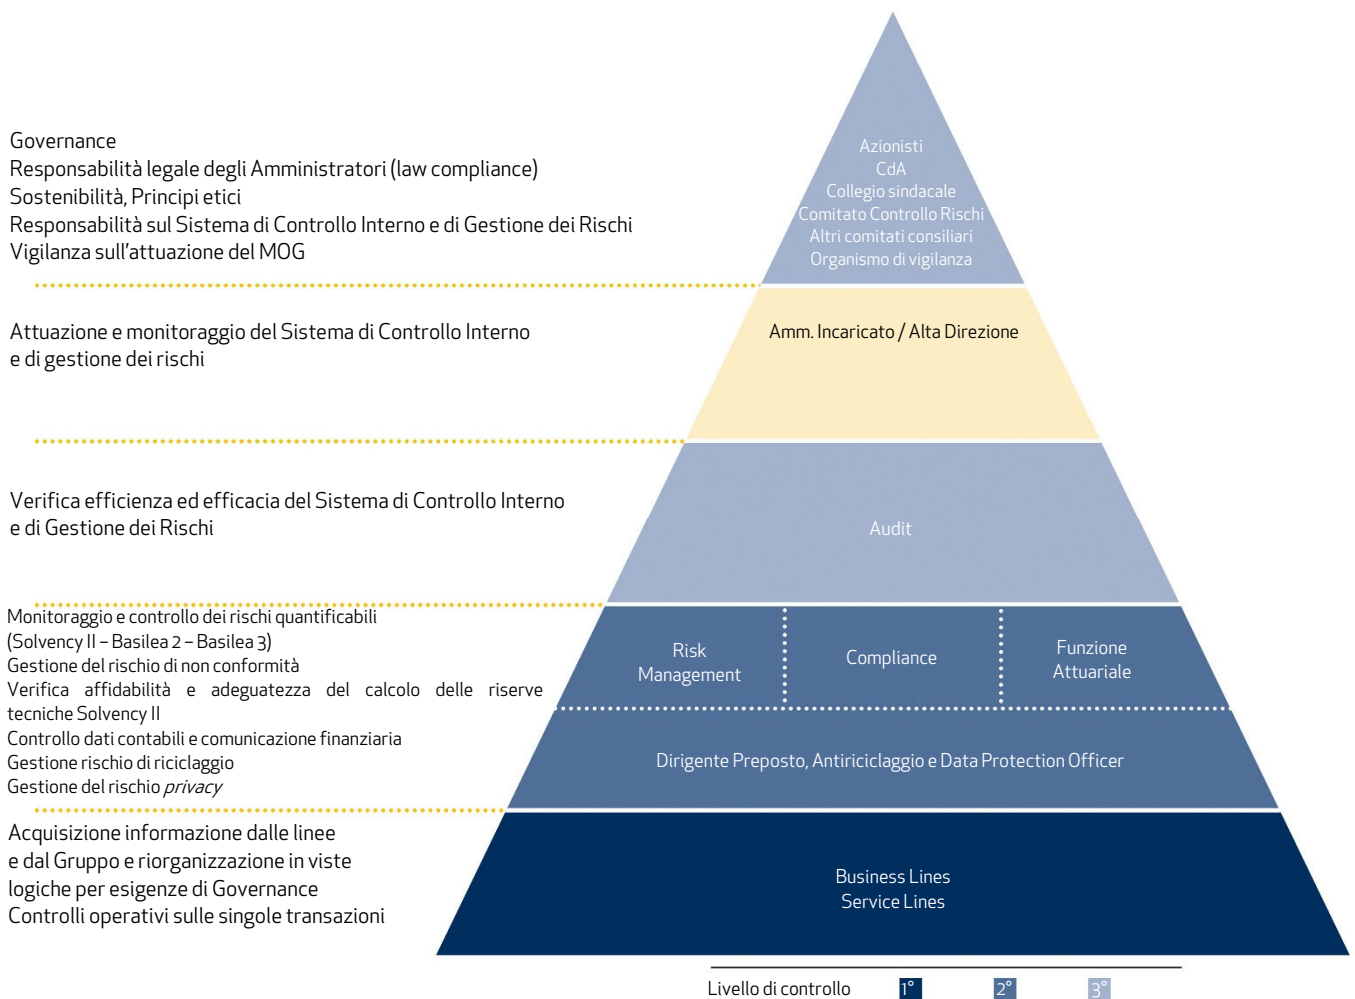 Governance
Responsabilità legale degli Amministratori (law compliance)
Sostenibilità, Principi etici
Responsabilità sul Sistema di Controllo Interno e di Gestione dei Rischi
Vigilanza sull'attuazione del MOG
Azionisti
CdA
Collegio sindacale
Comitato Controllo Rischi
Altri comitati consiliari
Organismo di vigilanza
Attuazione e monitoraggio del Sistema di Controllo Interno
e di gestione dei rischi
Amm. Incaricato / Alta Direzione
Verifica efficienza ed efficacia del Sistema di Controllo Interno
e di Gestione dei Rischi
Audit
Monitoraggio e controllo dei rischi quantificabili
(Solvency II – Basilea 2 – Basilea 3)
Gestione del rischio di non conformità
Verifica affidabilità e adeguatezza del calcolo delle riserve
tecniche Solvency II
Controllo dati contabili e comunicazione finanziaria
Gestione rischio di riciclaggio
Gestione del rischio privacy
Risk
Management
Compliance
Funzione
Attuariale
Dirigente Preposto, Antiriciclaggio e Data Protection Officer
Acquisizione informazione dalle linee
e dal Gruppo e riorganizzazione in viste
logiche per esigenze di Governance
Controlli operativi sulle singole transazioni
Business Lines
Service Lines
Livello di controllo 1° 2° 3°